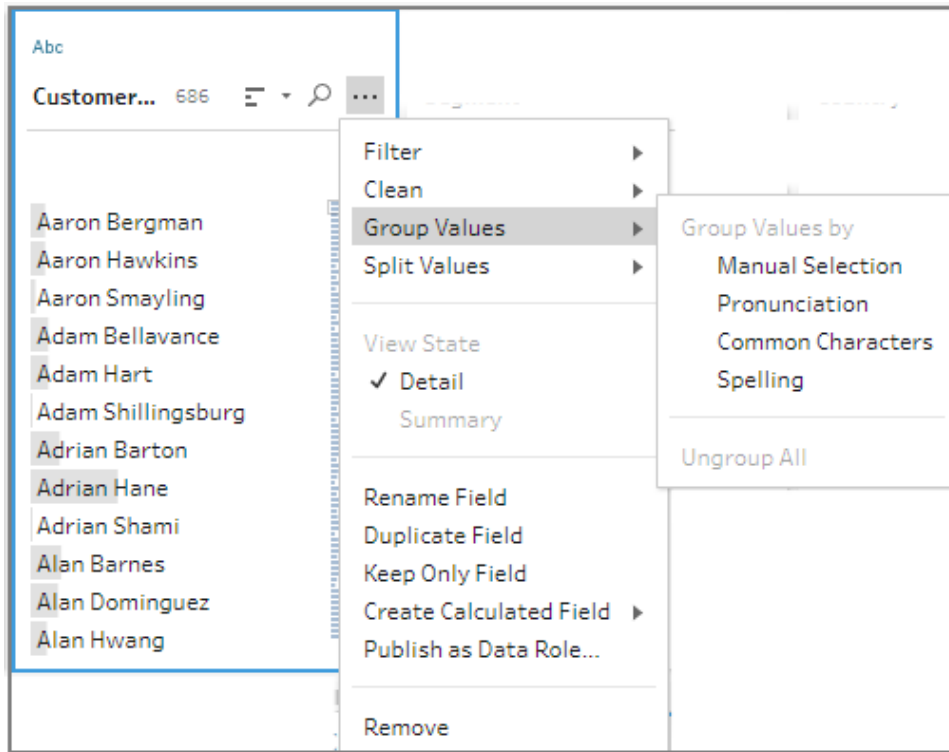 Abc
Customer... 686
Aaron Bergman
Aaron Hawkins
Aaron Smayling
Adam Bellavance
Adam Hart
Adam Shillingsburg
Adrian Barton
Adrian Hane
Adrian Shami
Alan Barnes
Alan Dominguez
Alan Hwang
Filter
Clean
Group Values
Split Values
View State
Detail
Summary
Rename Field
Duplicate Field
Keep Only Field
Create Calculated Field
Publish as Data Role...
Remove
Group Values by
Manual Selection
Pronunciation
Common Characters
Spelling
Ungroup All